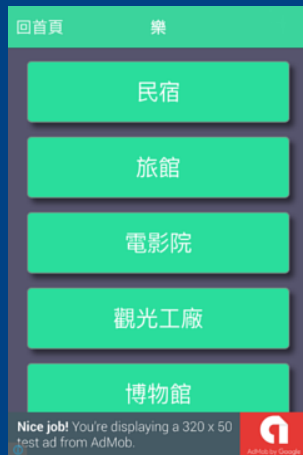 回首頁 樂
民宿
旅館
電影院
觀光工廠
博物館
Nice job! You're displaying a 320 x 50
test ad from AdMob.
AdMob by Google